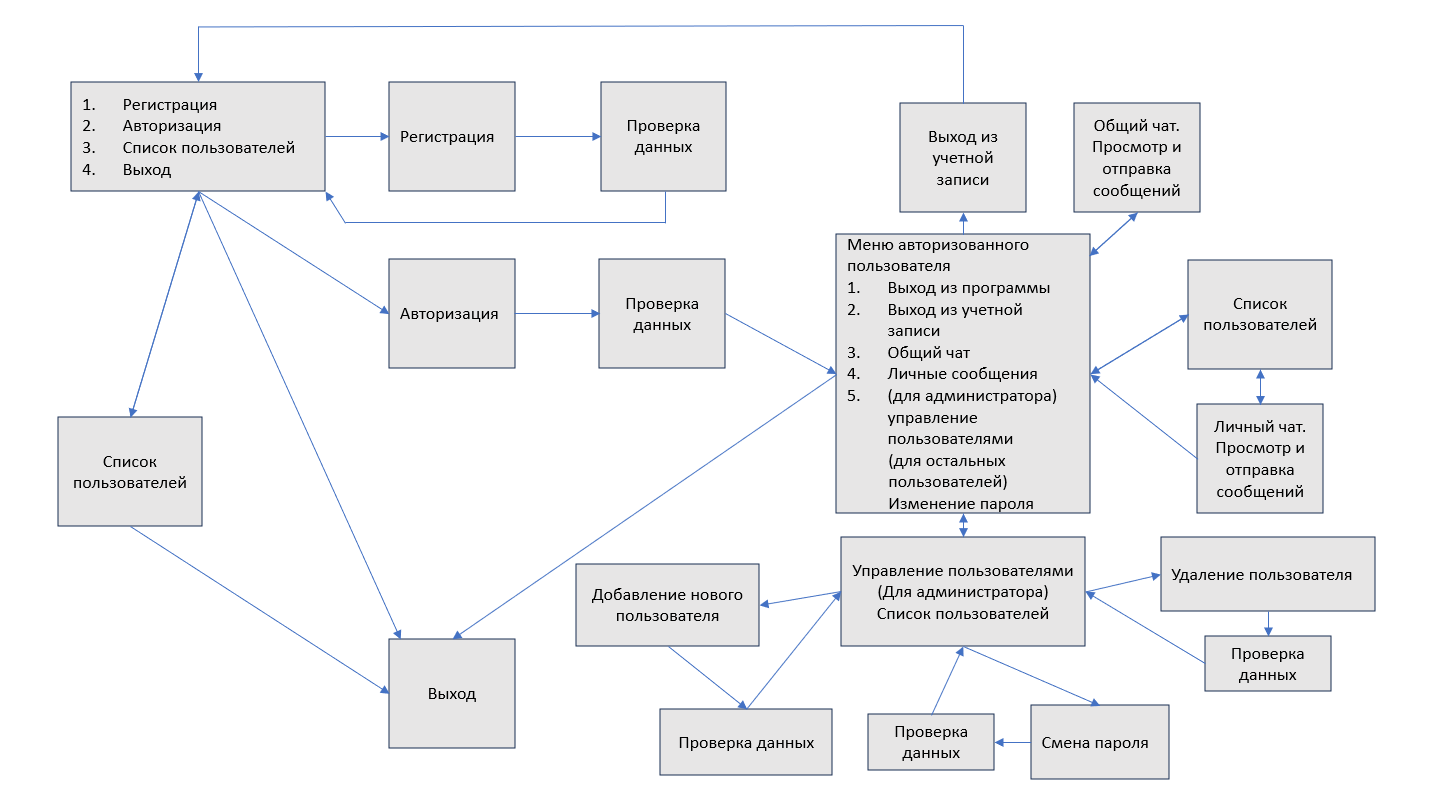 1. Регистрация
2. Авторизация
3. Список пользователей
4. Выход
Регистрация
Проверка
данных
Выход из
учетной
записи
Общий чат.
Просмотр и
отправка
сообщений
Авторизация
Проверка
данных
Меню авторизованного
пользователя
1. Выход из программы
2. Выход из учетной
записи
3. Общий чат
4. Личные сообщения
5. (для администратора)
управление
пользователями
(для остальных
пользователей)
Изменение пароля
Список
пользователей
Личный чат.
Просмотр и
отправка
сообщений
Список
пользователей
Выход
Управление пользователями
(Для администратора)
Список пользователей
Добавление нового
пользователя
Проверка данных
Удаление пользователя
Проверка
данных
Проверка
данных
Смена пароля